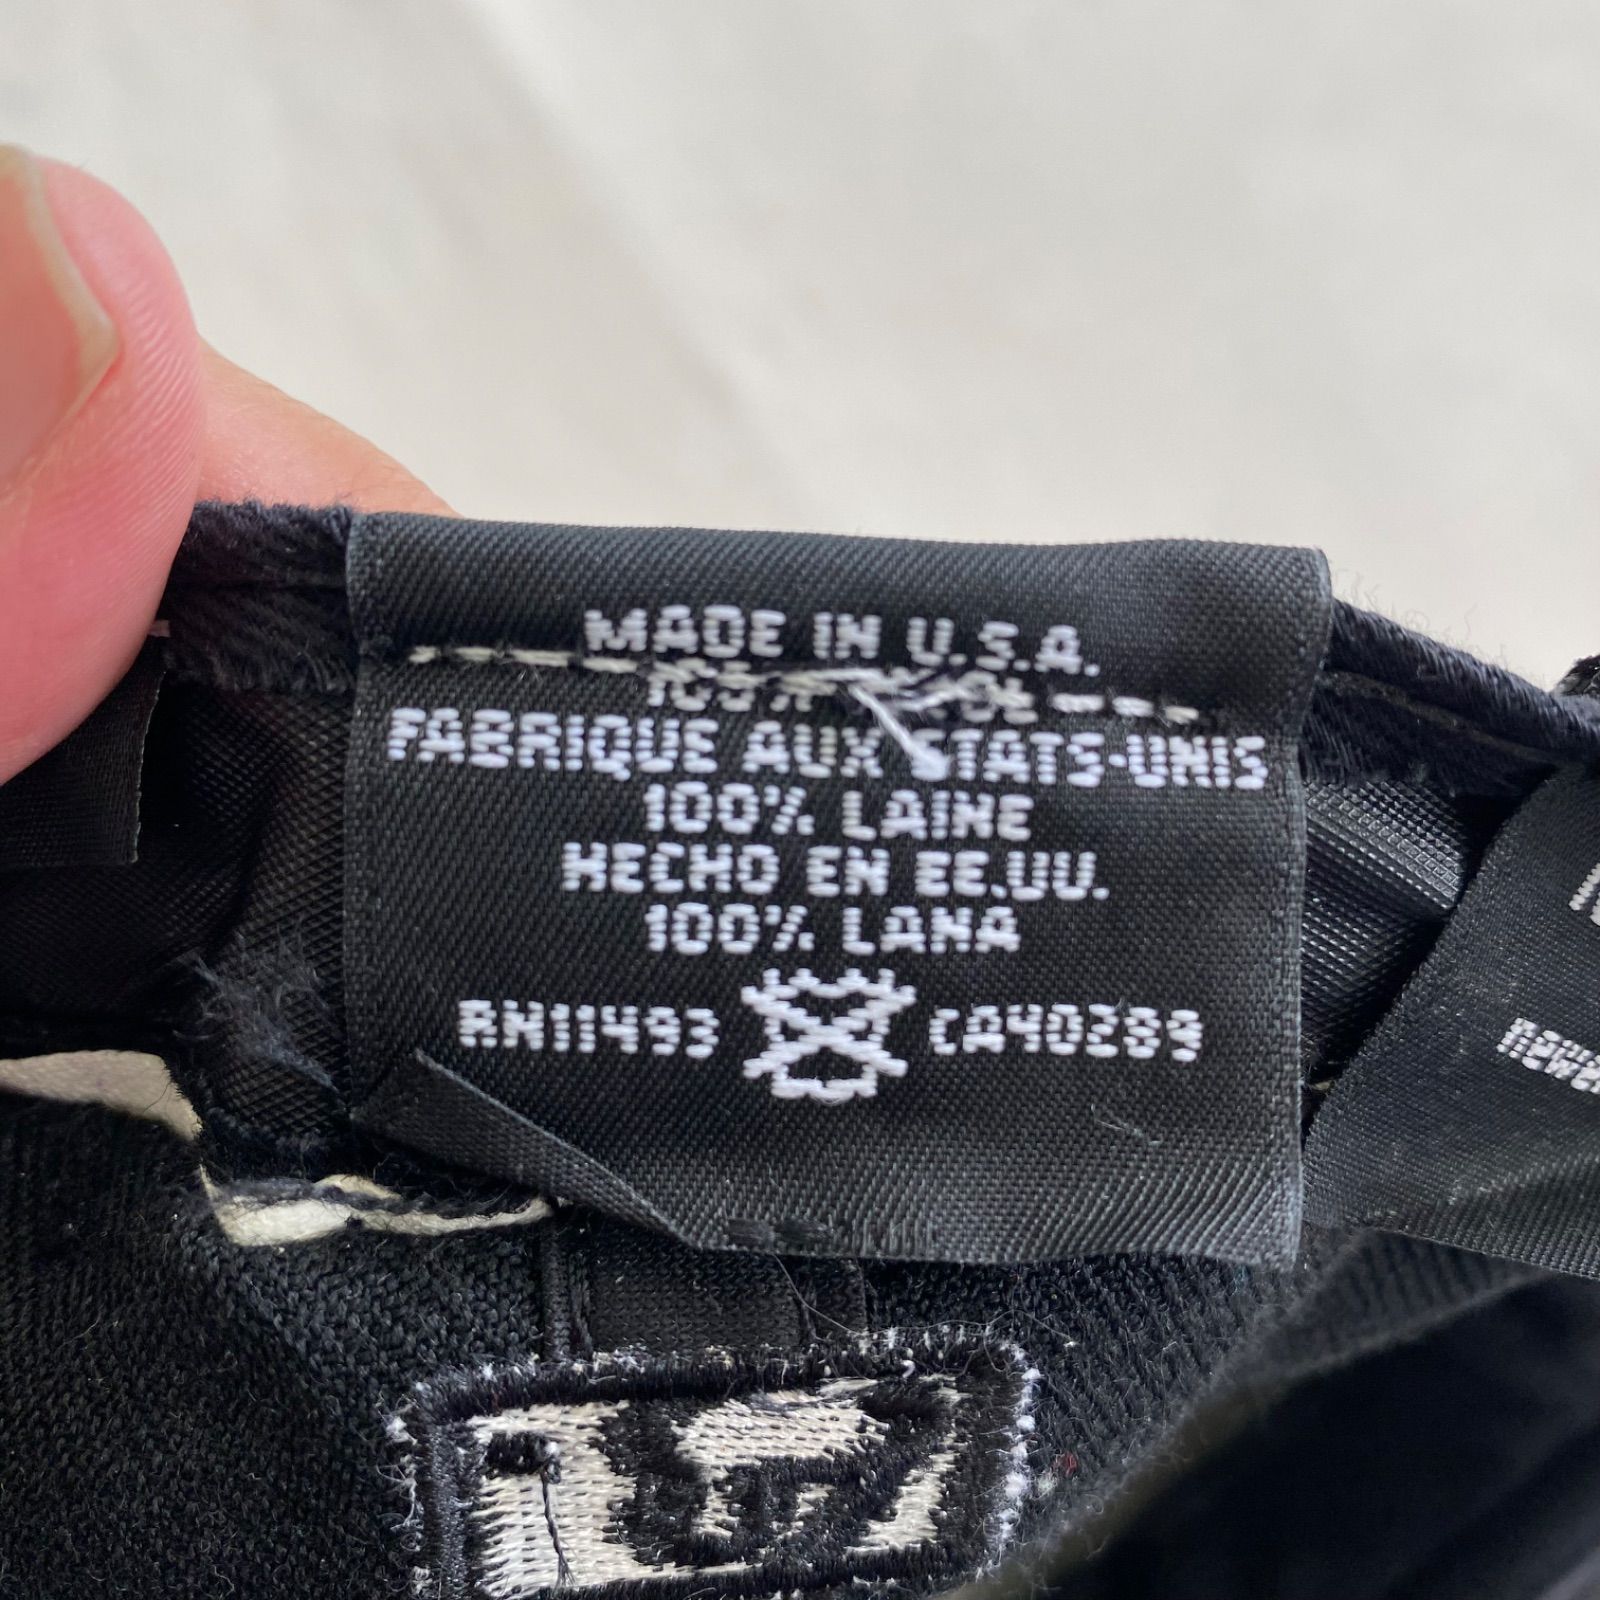 MADE IN U.S.A.
FABRIQUE AUX ETATS-UNIS
100% LAINE
HECHO EN EE.UU.
100% LANA
RN11493 CA40289